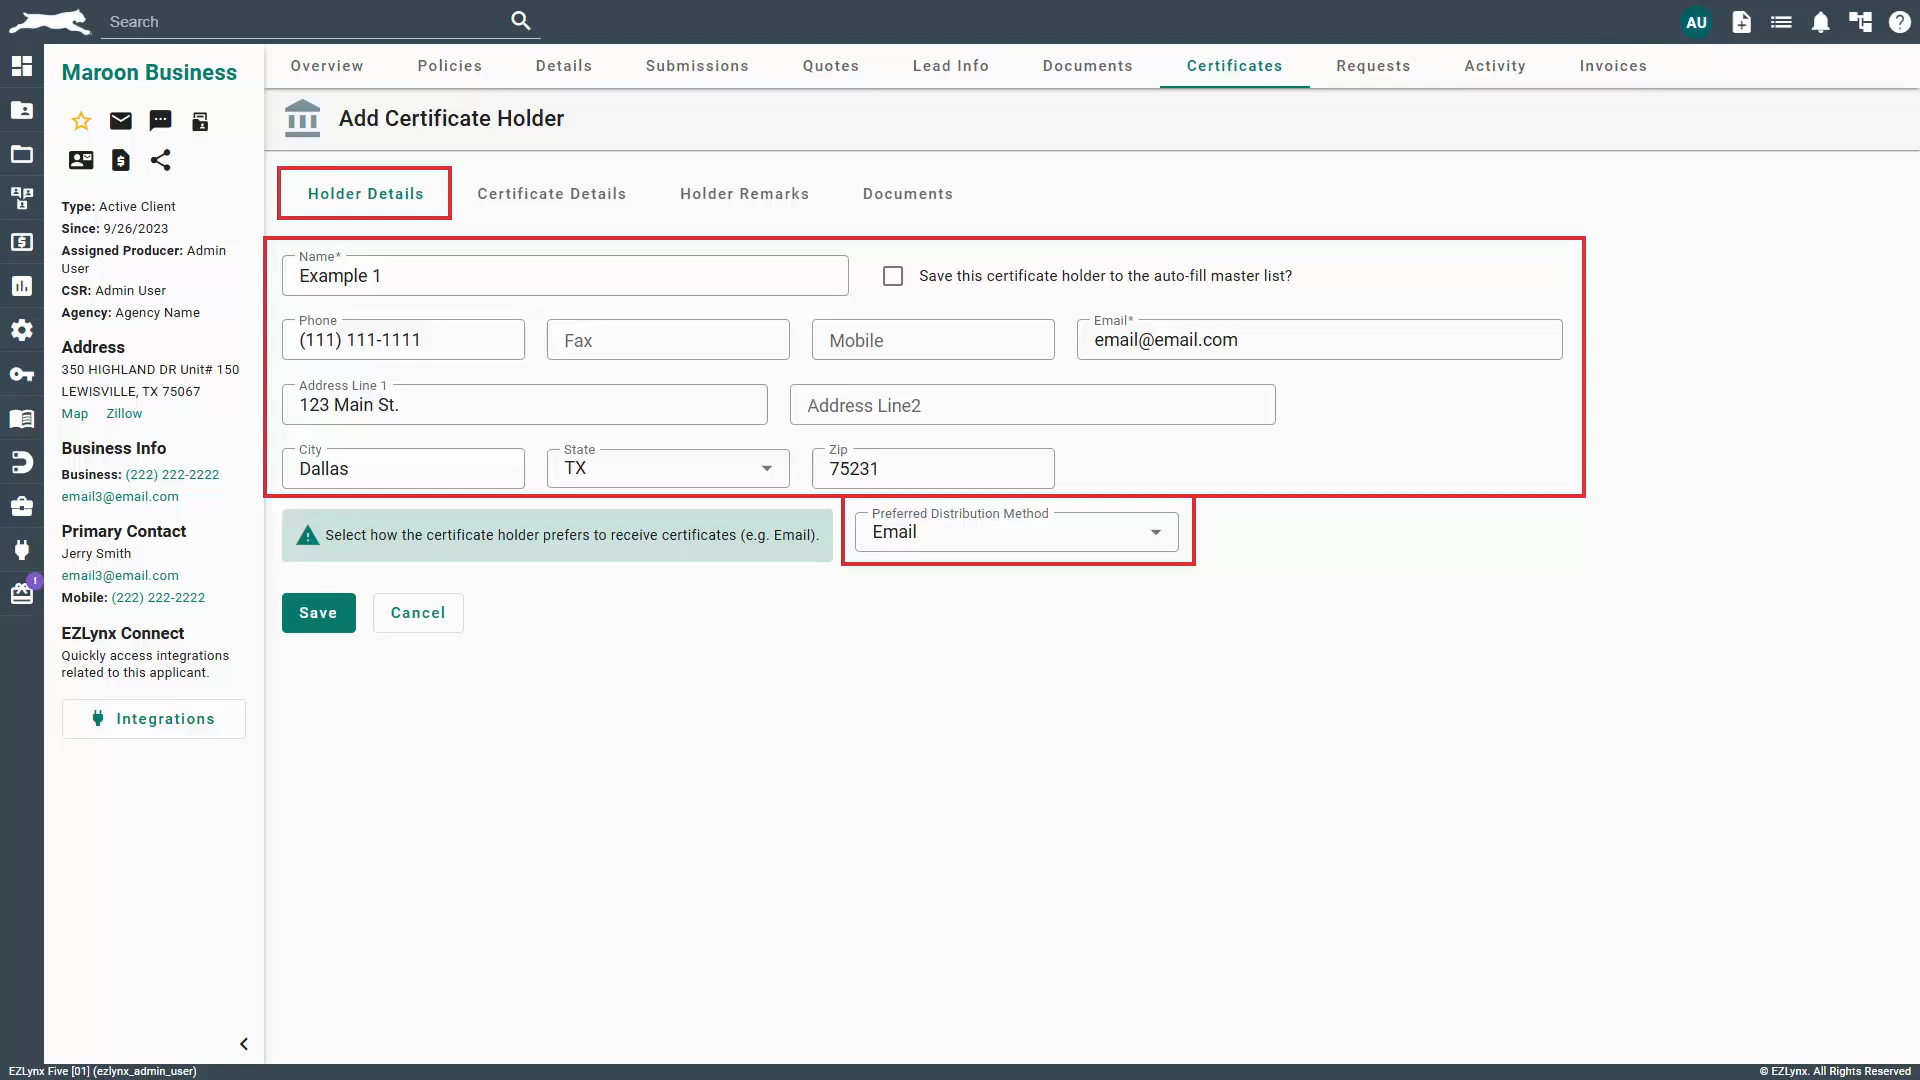 Search
AU
Maroon Business
Type: Active Client
Since: 9/26/2023
Assigned Producer: Admin
User
CSR: Admin User
Agency: Agency Name
Address
350 HIGHLAND DR Unit# 150
LEWISVILLE, TX 75067
Map Zillow
Business Info
Business: (222) 222-2222
email3@email.com
Primary Contact
Jerry Smith
email3@email.com
Mobile: (222) 222-2222
EZLynx Connect
Quickly access integrations
related to this applicant.
Integrations
1
Overview Policies Details Submissions Quotes Lead Info Documents Certificates Requests Activity Invoices
Add Certificate Holder
Holder Details Certificate Details Holder Remarks Documents
Name*
Example 1
Save this certificate holder to the auto-fill master list?
Phone
(111) 111-1111
Fax
Mobile
Email*
email@email.com
Address Line 1
123 Main St.
Address Line2
City
Dallas
State
TX
Zip
75231
Select how the certificate holder prefers to receive certificates (e.g. Email).
Preferred Distribution Method
Email
Save Cancel
EZLynx Five [01] (ezlynx_admin_user)
© EZLynx. All Rights Reserved